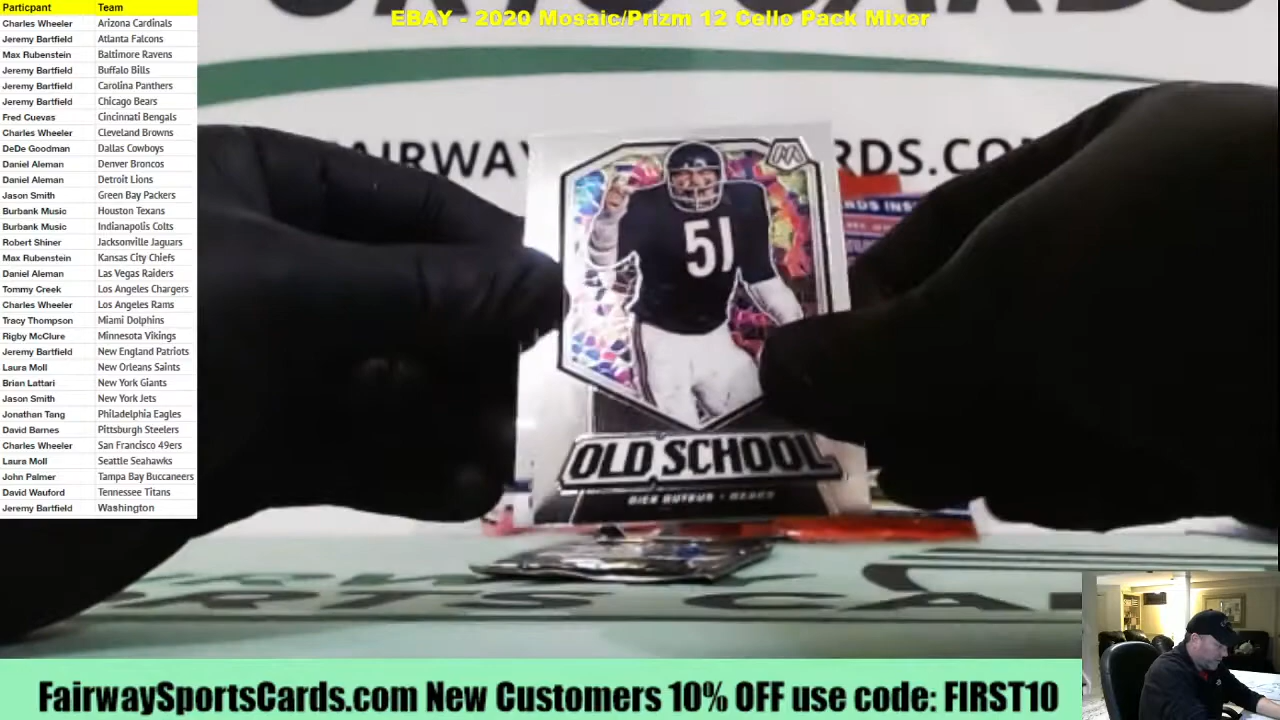 EBAY - 2020 Mosaic/Prizm 12 Cello Pack Mixer
Particpant Team
Charles Wheeler Arizona Cardinals
Jeremy Bartfield Atlanta Falcons
Max Rubenstein Baltimore Ravens
Jeremy Bartfield Buffalo Bills
Jeremy Bartfield Carolina Panthers
Jeremy Bartfield Chicago Bears
Fred Cuevas Cincinnati Bengals
Charles Wheeler Cleveland Browns
DeDe Goodman Dallas Cowboys
Daniel Aleman Denver Broncos
Daniel Aleman Detroit Lions
Jason Smith Green Bay Packers
Burbank Music Houston Texans
Burbank Music Indianapolis Colts
Robert Shiner Jacksonville Jaguars
Max Rubenstein Kansas City Chiefs
Daniel Aleman Las Vegas Raiders
Tommy Creek Los Angeles Chargers
Charles Wheeler Los Angeles Rams
Tracy Thompson Miami Dolphins
Rigby McClure Minnesota Vikings
Jeremy Bartfield New England Patriots
Laura Moll New Orleans Saints
Brian Lattari New York Giants
Jason Smith New York Jets
Jonathan Tang Philadelphia Eagles
David Barnes Pittsburgh Steelers
Charles Wheeler San Francisco 49ers
Laura Moll Seattle Seahawks
John Palmer Tampa Bay Buccaneers
David Wauford Tennessee Titans
Jeremy Bartfield Washington
51
OLD SCHOOL
DICK BUTKUS • BEARS
FairwaySportsCards.com New Customers 10% OFF use code: FIRST10